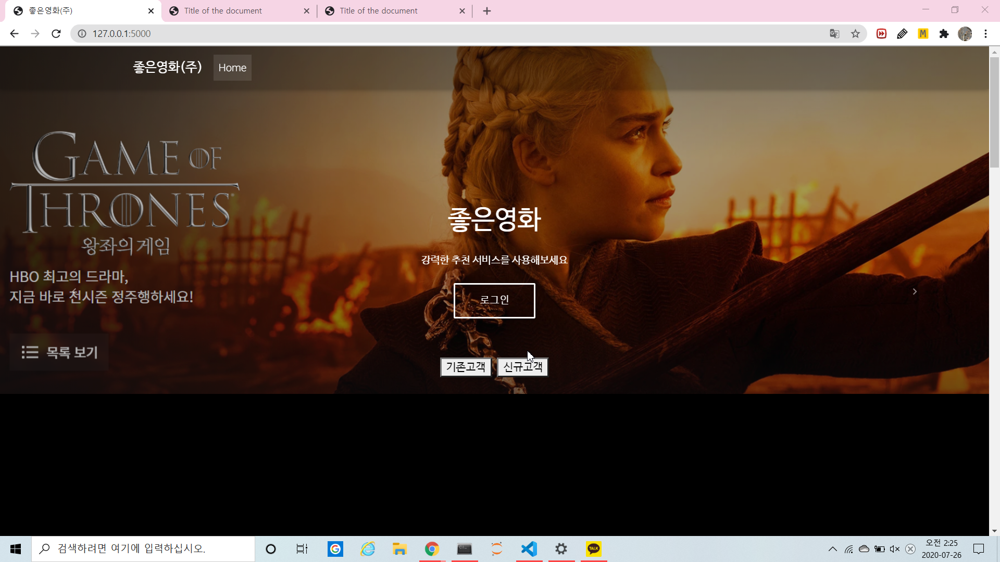 좋은영화(주)
Title of the document
Title of the document
127.0.0.1:5000
M
좋은영화(주)
Home
GAME OF
THRONES
왕좌의 게임
HBO 최고의 드라마,
지금 바로 전시즌 정주행하세요!
목록 보기
좋은영화
강력한 추천 서비스를 사용해보세요
로그인
기존고객
신규고객
검색하려면 여기에 입력하십시오.
G
TALK
오전 2:25
2020-07-26